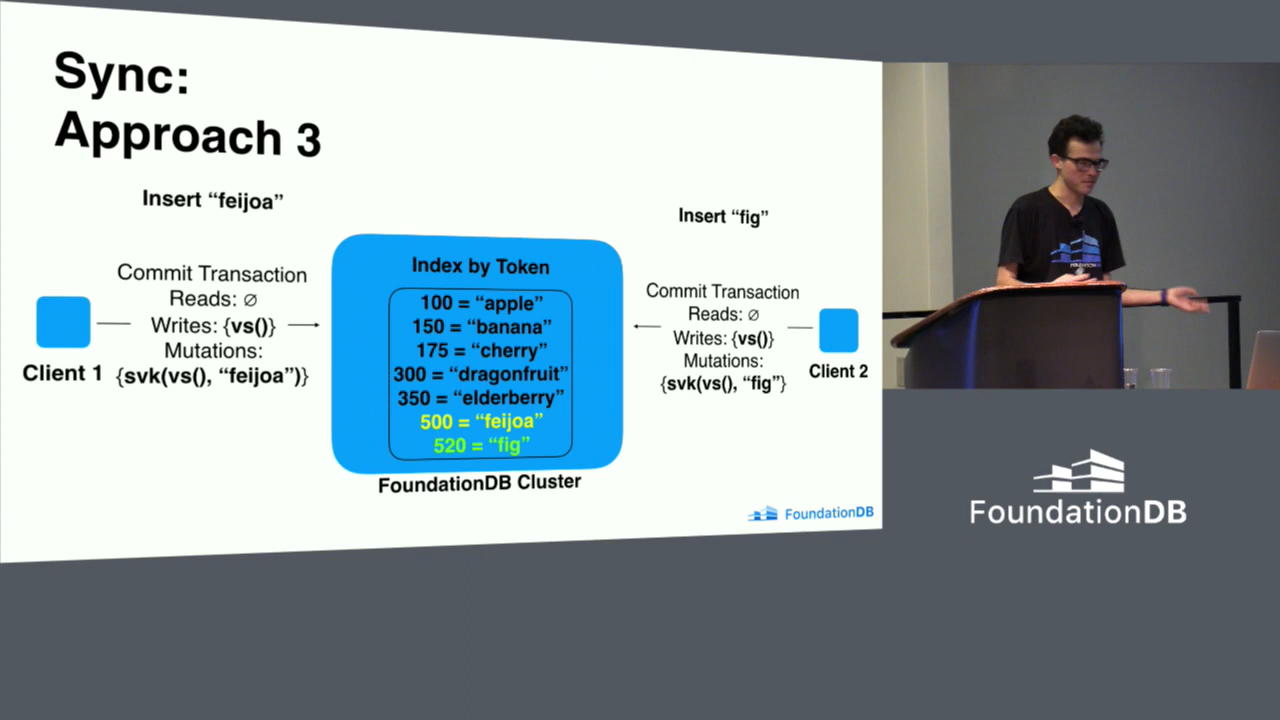 Sync:
Approach 3
Insert “feijoa”
Commit Transaction
Reads: ∅
Writes: {vs()}
Mutations:
{svk(vs(), “feijoa”)}
Client 1
Index by Token
100 = “apple”
150 = “banana”
175 = “cherry”
300 = “dragonfruit”
350 = “elderberry”
500 = “feijoa”
520 = “fig”
FoundationDB Cluster
Insert “fig”
Commit Transaction
Reads: ∅
Writes: {vs()}
Mutations:
{svk(vs(), “fig”}
Client 2
FoundationDB
FoundationDB